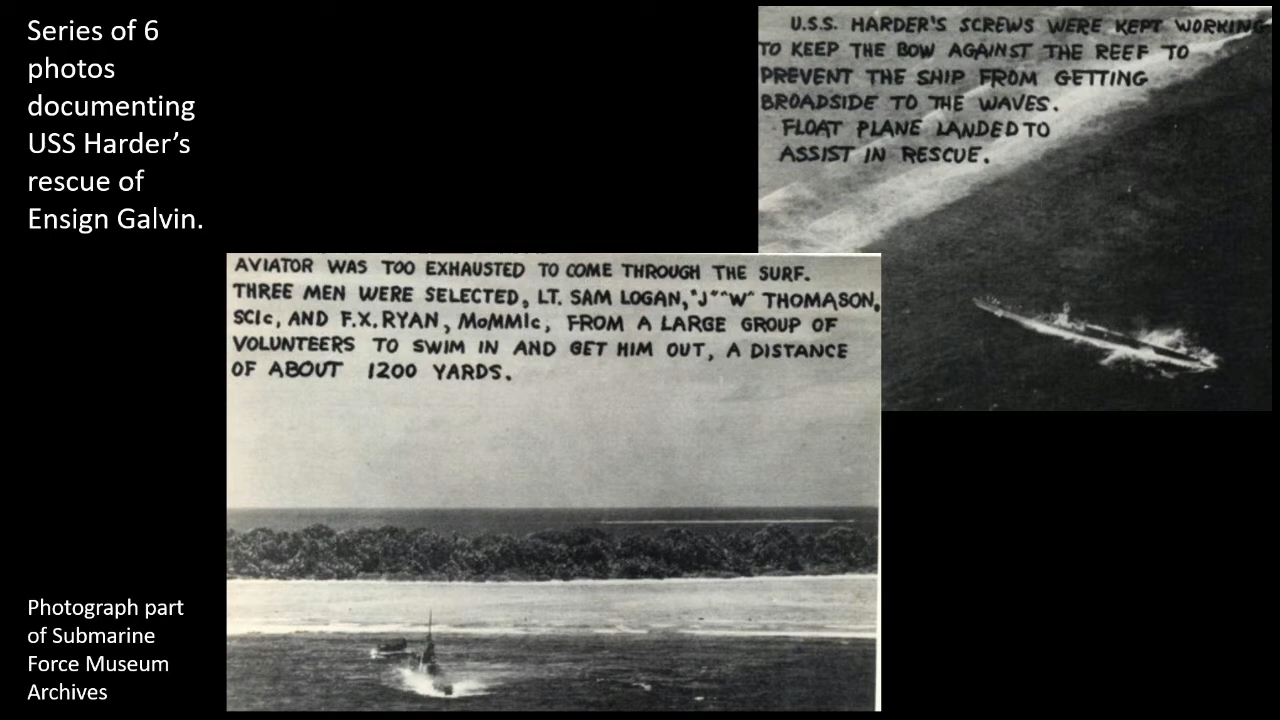 Series of 6
photos
documenting
USS Harder's
rescue of
Ensign Galvin.
U.S.S. HARDER'S SCREWS WERE KEPT WORKING
TO KEEP THE BOW AGAINST THE REEF TO
PREVENT THE SHIP FROM GETTING
BROADSIDE TO THE WAVES.
FLOAT PLANE LANDED TO
ASSIST IN RESCUE.
AVIATOR WAS TOO EXHAUSTED TO COME THROUGH THE SURF.
THREE MEN WERE SELECTED, LT. SAM LOGAN, "J" "W" THOMASON,
SC1c, AND F.X. RYAN, MoMM1c, FROM A LARGE GROUP OF
VOLUNTEERS TO SWIM IN AND GET HIM OUT, A DISTANCE
OF ABOUT 1200 YARDS.
Photograph part
of Submarine
Force Museum
Archives